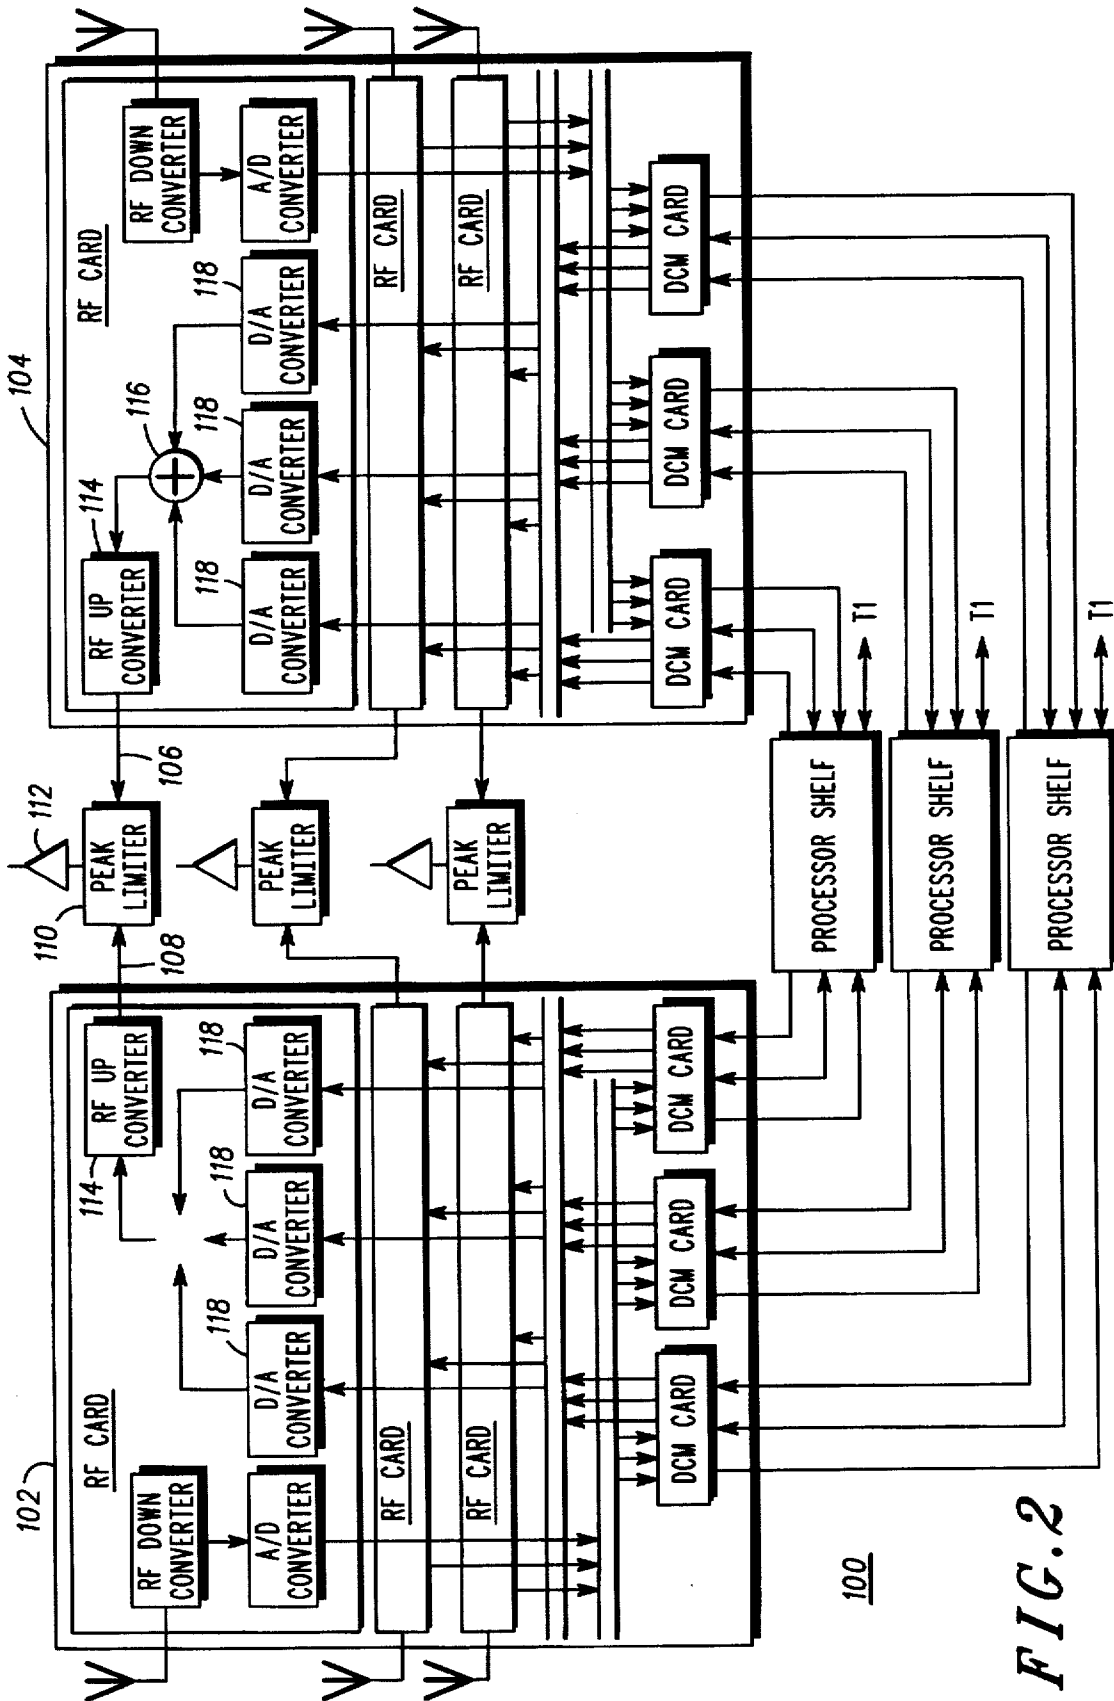 102
RF CARD
RF DOWN
CONVERTER
A/D
CONVERTER
118
D/A
CONVERTER
118
D/A
CONVERTER
118
D/A
CONVERTER
114
RF UP
CONVERTER
RF CARD
RF CARD
DCM CARD
DCM CARD
DCM CARD
108
110
112
PEAK
LIMITER
106
PEAK
LIMITER
PEAK
LIMITER
104
RF CARD
114
RF UP
CONVERTER
116
118
D/A
CONVERTER
118
D/A
CONVERTER
118
D/A
CONVERTER
RF DOWN
CONVERTER
A/D
CONVERTER
RF CARD
RF CARD
DCM CARD
DCM CARD
DCM CARD
PROCESSOR SHELF
T1
PROCESSOR SHELF
T1
PROCESSOR SHELF
T1
100
FIG.2